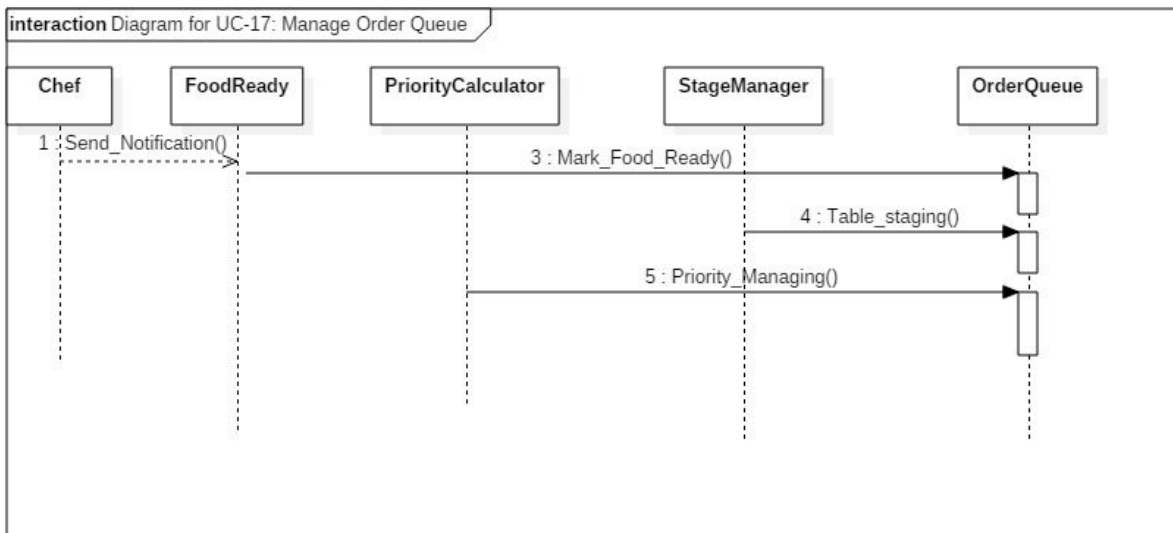 interaction Diagram for UC-17: Manage Order Queue
Chef
FoodReady
PriorityCalculator
StageManager
OrderQueue
1 : Send_Notification()
3 : Mark_Food_Ready()
4 : Table_staging()
5 : Priority_Managing()